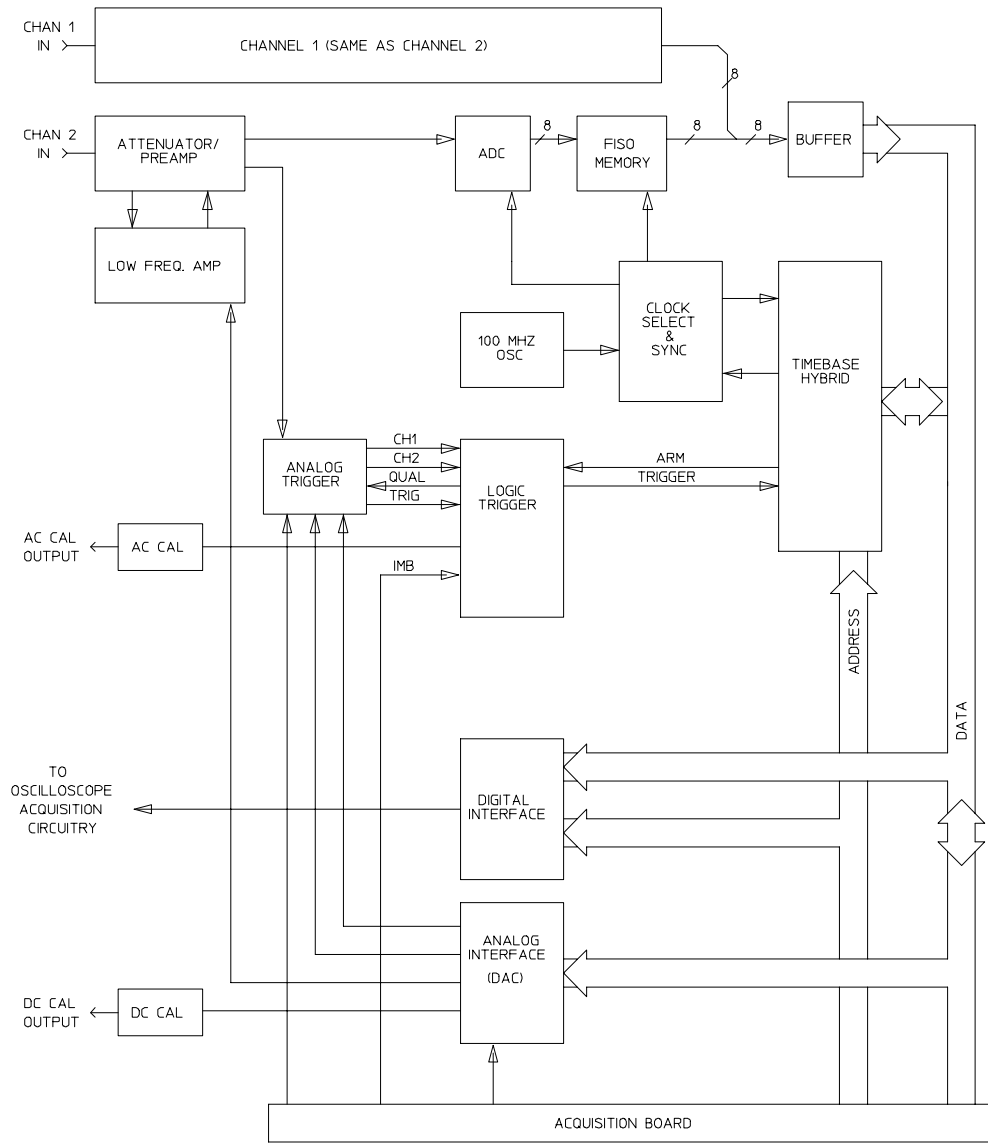 CHAN 1
IN
CHANNEL 1 (SAME AS CHANNEL 2)
8
CHAN 2
IN
ATTENUATOR/
PREAMP
ADC
8
FISO
MEMORY
8
8
BUFFER
LOW FREQ. AMP
100 MHZ
OSC
CLOCK
SELECT
&
SYNC
TIMEBASE
HYBRID
ANALOG
TRIGGER
CH1
CH2
QUAL
TRIG
LOGIC
TRIGGER
ARM
TRIGGER
AC CAL
OUTPUT
AC CAL
IMB
ADDRESS
DATA
TO
OSCILLOSCOPE
ACQUISITION
CIRCUITRY
DIGITAL
INTERFACE
ANALOG
INTERFACE
(DAC)
DC CAL
OUTPUT
DC CAL
ACQUISITION BOARD